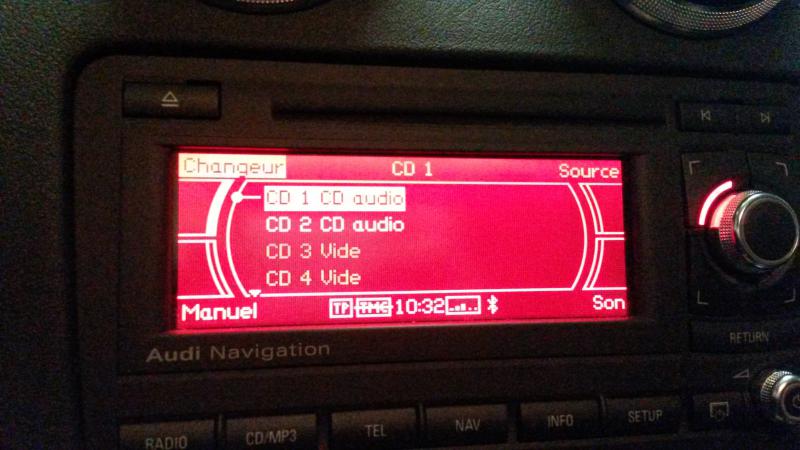 Changeur CD 1 Source
CD 1 CD audio
CD 2 CD audio
CD 3 Vide
CD 4 Vide
Manuel TP TMC 10:32 Son
Audi Navigation
RETURN
RADIO CD/MP3 TEL NAV INFO SETUP